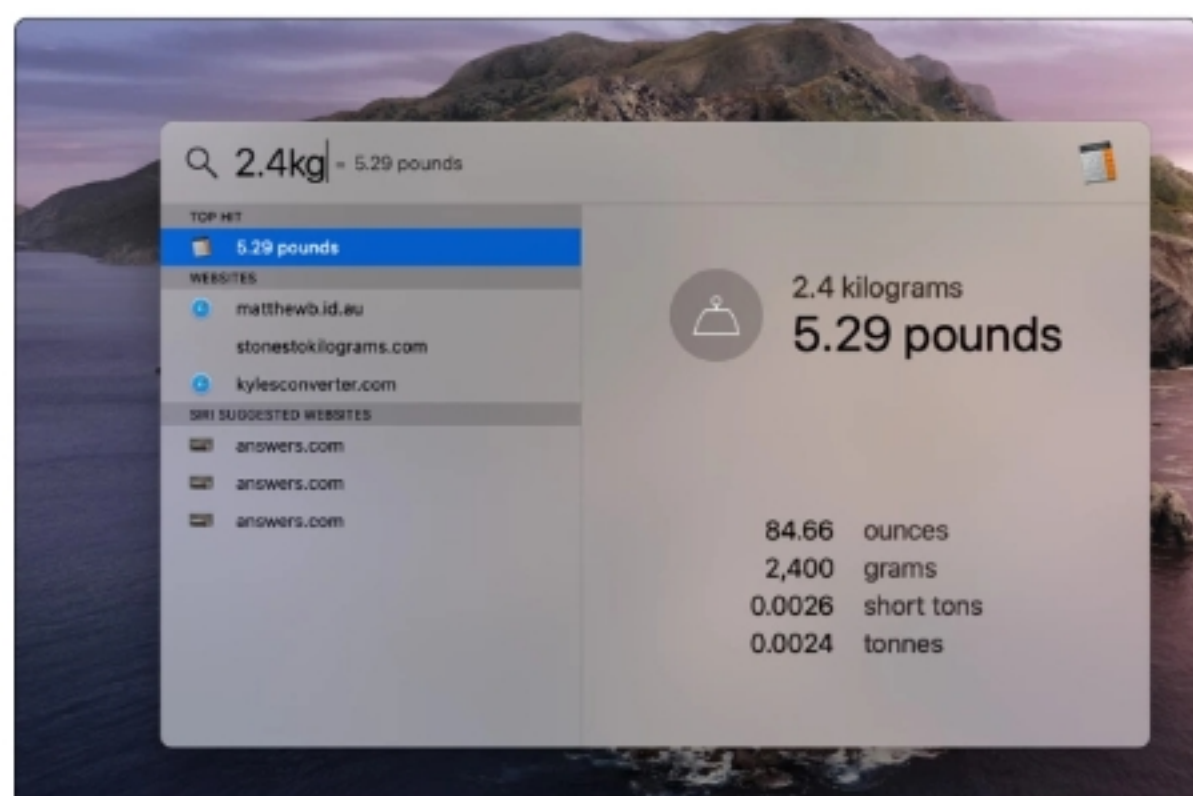 2.4kg - 5.29 pounds
TOP HIT
5.29 pounds
WEBSITES
matthewb.id.au
stonestokilograms.com
kylesconverter.com
SIRI SUGGESTED WEBSITES
answers.com
answers.com
answers.com
2.4 kilograms
5.29 pounds
84.66 ounces
2,400 grams
0.0026 short tons
0.0024 tonnes